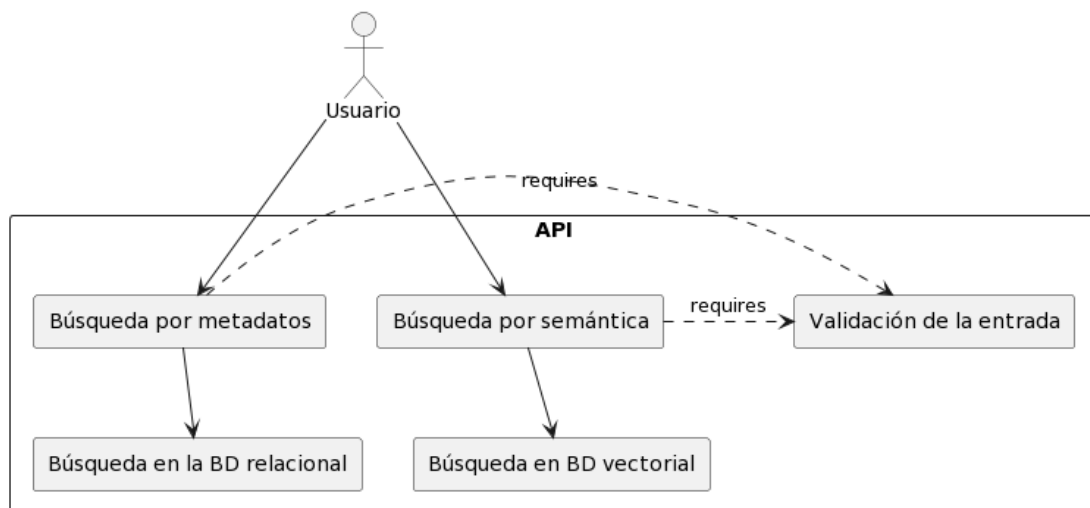 Usuario
requires
API
Búsqueda por metadatos
Búsqueda por semántica
requires
Validación de la entrada
Búsqueda en la BD relacional
Búsqueda en BD vectorial